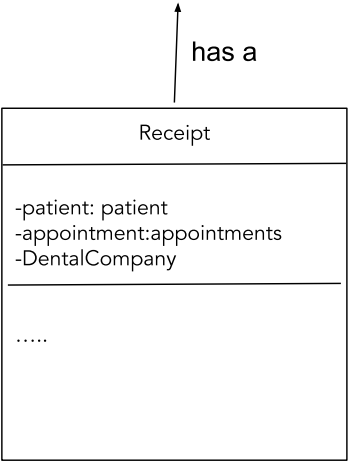 has a
Receipt
-patient: patient
-appointment:appointments
-DentalCompany
.....